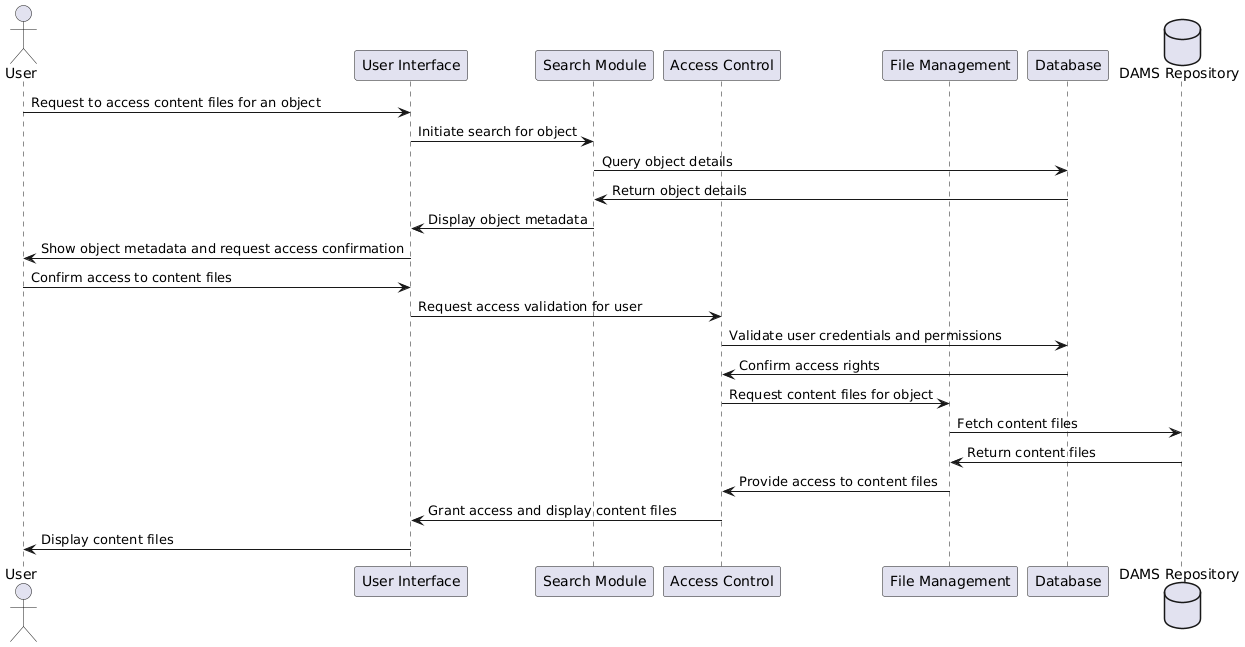 User
User Interface
Search Module
Access Control
File Management
Database
DAMS Repository
Request to access content files for an object
Initiate search for object
Query object details
Return object details
Display object metadata
Show object metadata and request access confirmation
Confirm access to content files
Request access validation for user
Validate user credentials and permissions
Confirm access rights
Request content files for object
Fetch content files
Return content files
Provide access to content files
Grant access and display content files
Display content files
User
User Interface
Search Module
Access Control
File Management
Database
DAMS Repository